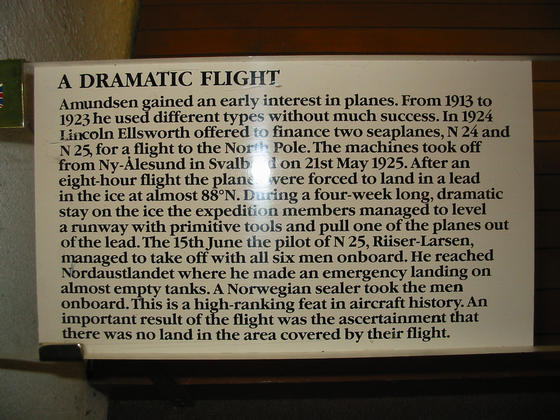 A DRAMATIC FLIGHT
Amundsen gained an early interest in planes. From 1913 to
1923 he used different types without much success. In 1924
Lincoln Ellsworth offered to finance two seaplanes, N 24 and
N 25, for a flight to the North Pole. The machines took off
from Ny-Ålesund in Svalbard on 21st May 1925. After an
eight-hour flight the planes were forced to land in a lead
in the ice at almost 88°N. During a four-week long, dramatic
stay on the ice the expedition members managed to level
a runway with primitive tools and pull one of the planes out
of the lead. The 15th June the pilot of N 25, Riiser-Larsen,
managed to take off with all six men onboard. He reached
Nordaustlandet where he made an emergency landing on
almost empty tanks. A Norwegian sealer took the men
onboard. This is a high-ranking feat in aircraft history. An
important result of the flight was the ascertainment that
there was no land in the area covered by their flight.